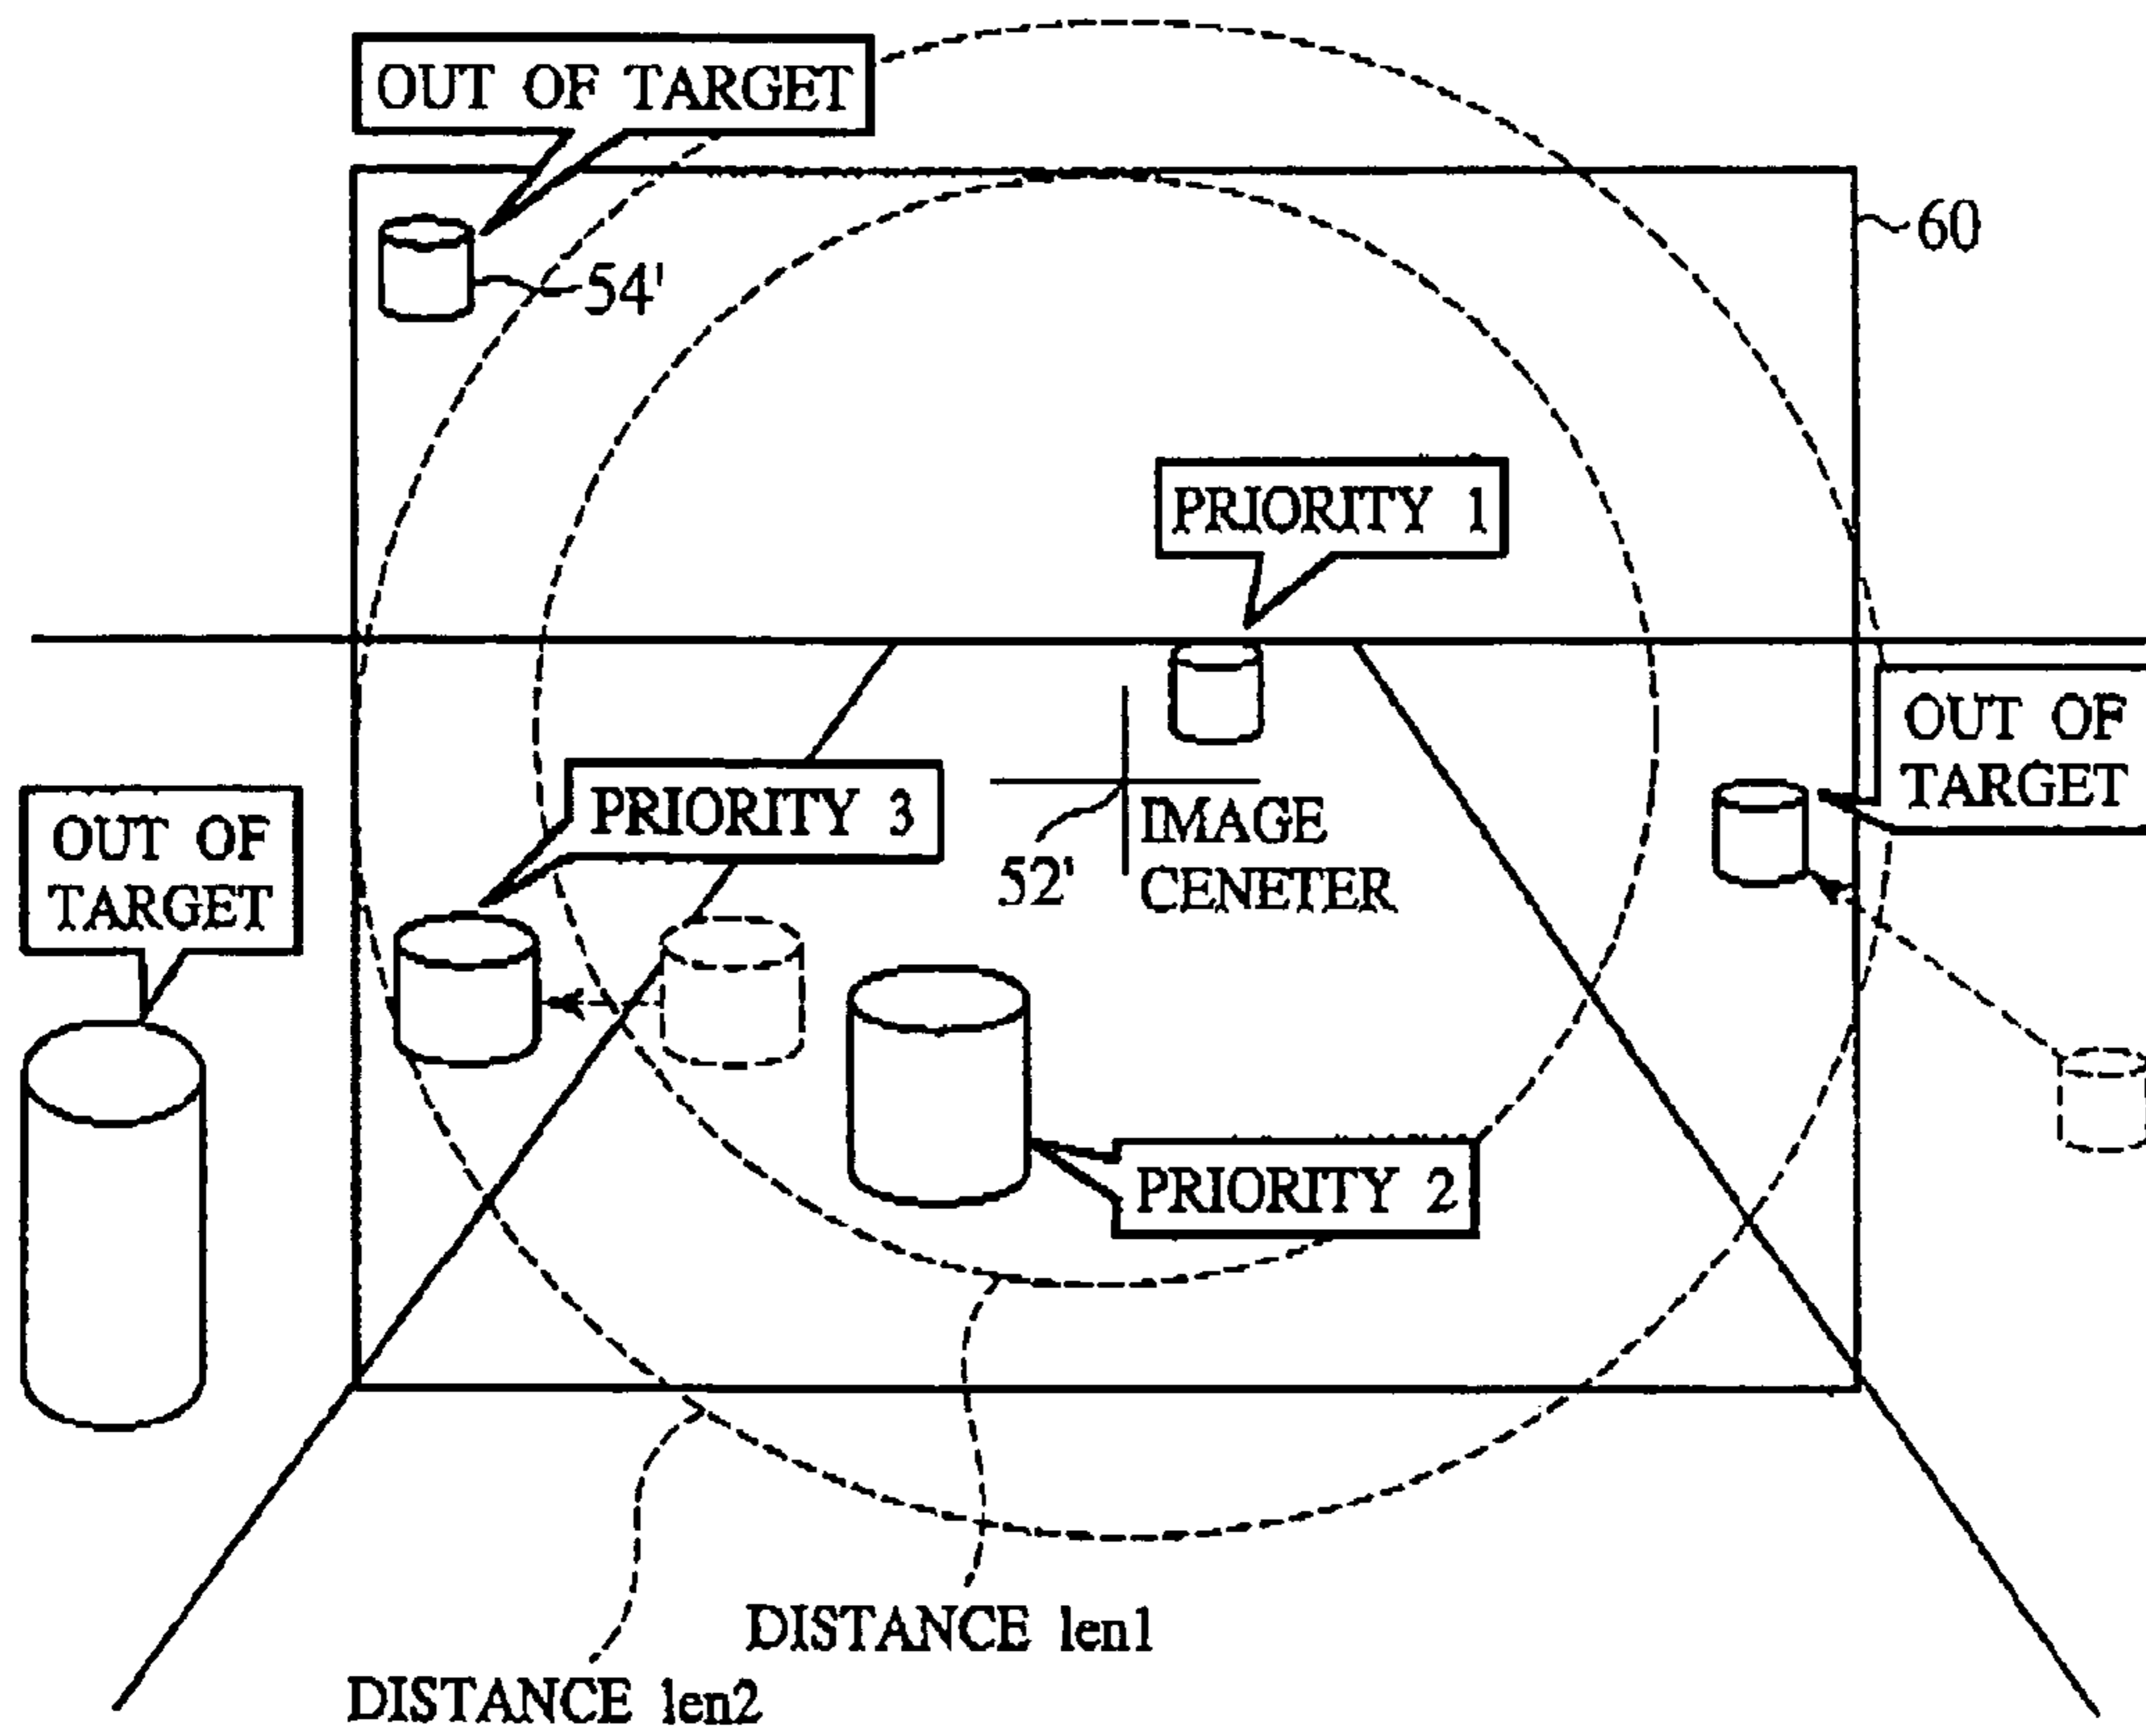 OUT OF TARGET
60
54'
PRIORITY 1
OUT OF
TARGET
PRIORITY 3
IMAGE
CENETER
52'
OUT OF
TARGET
PRIORITY 2
DISTANCE len1
DISTANCE len2